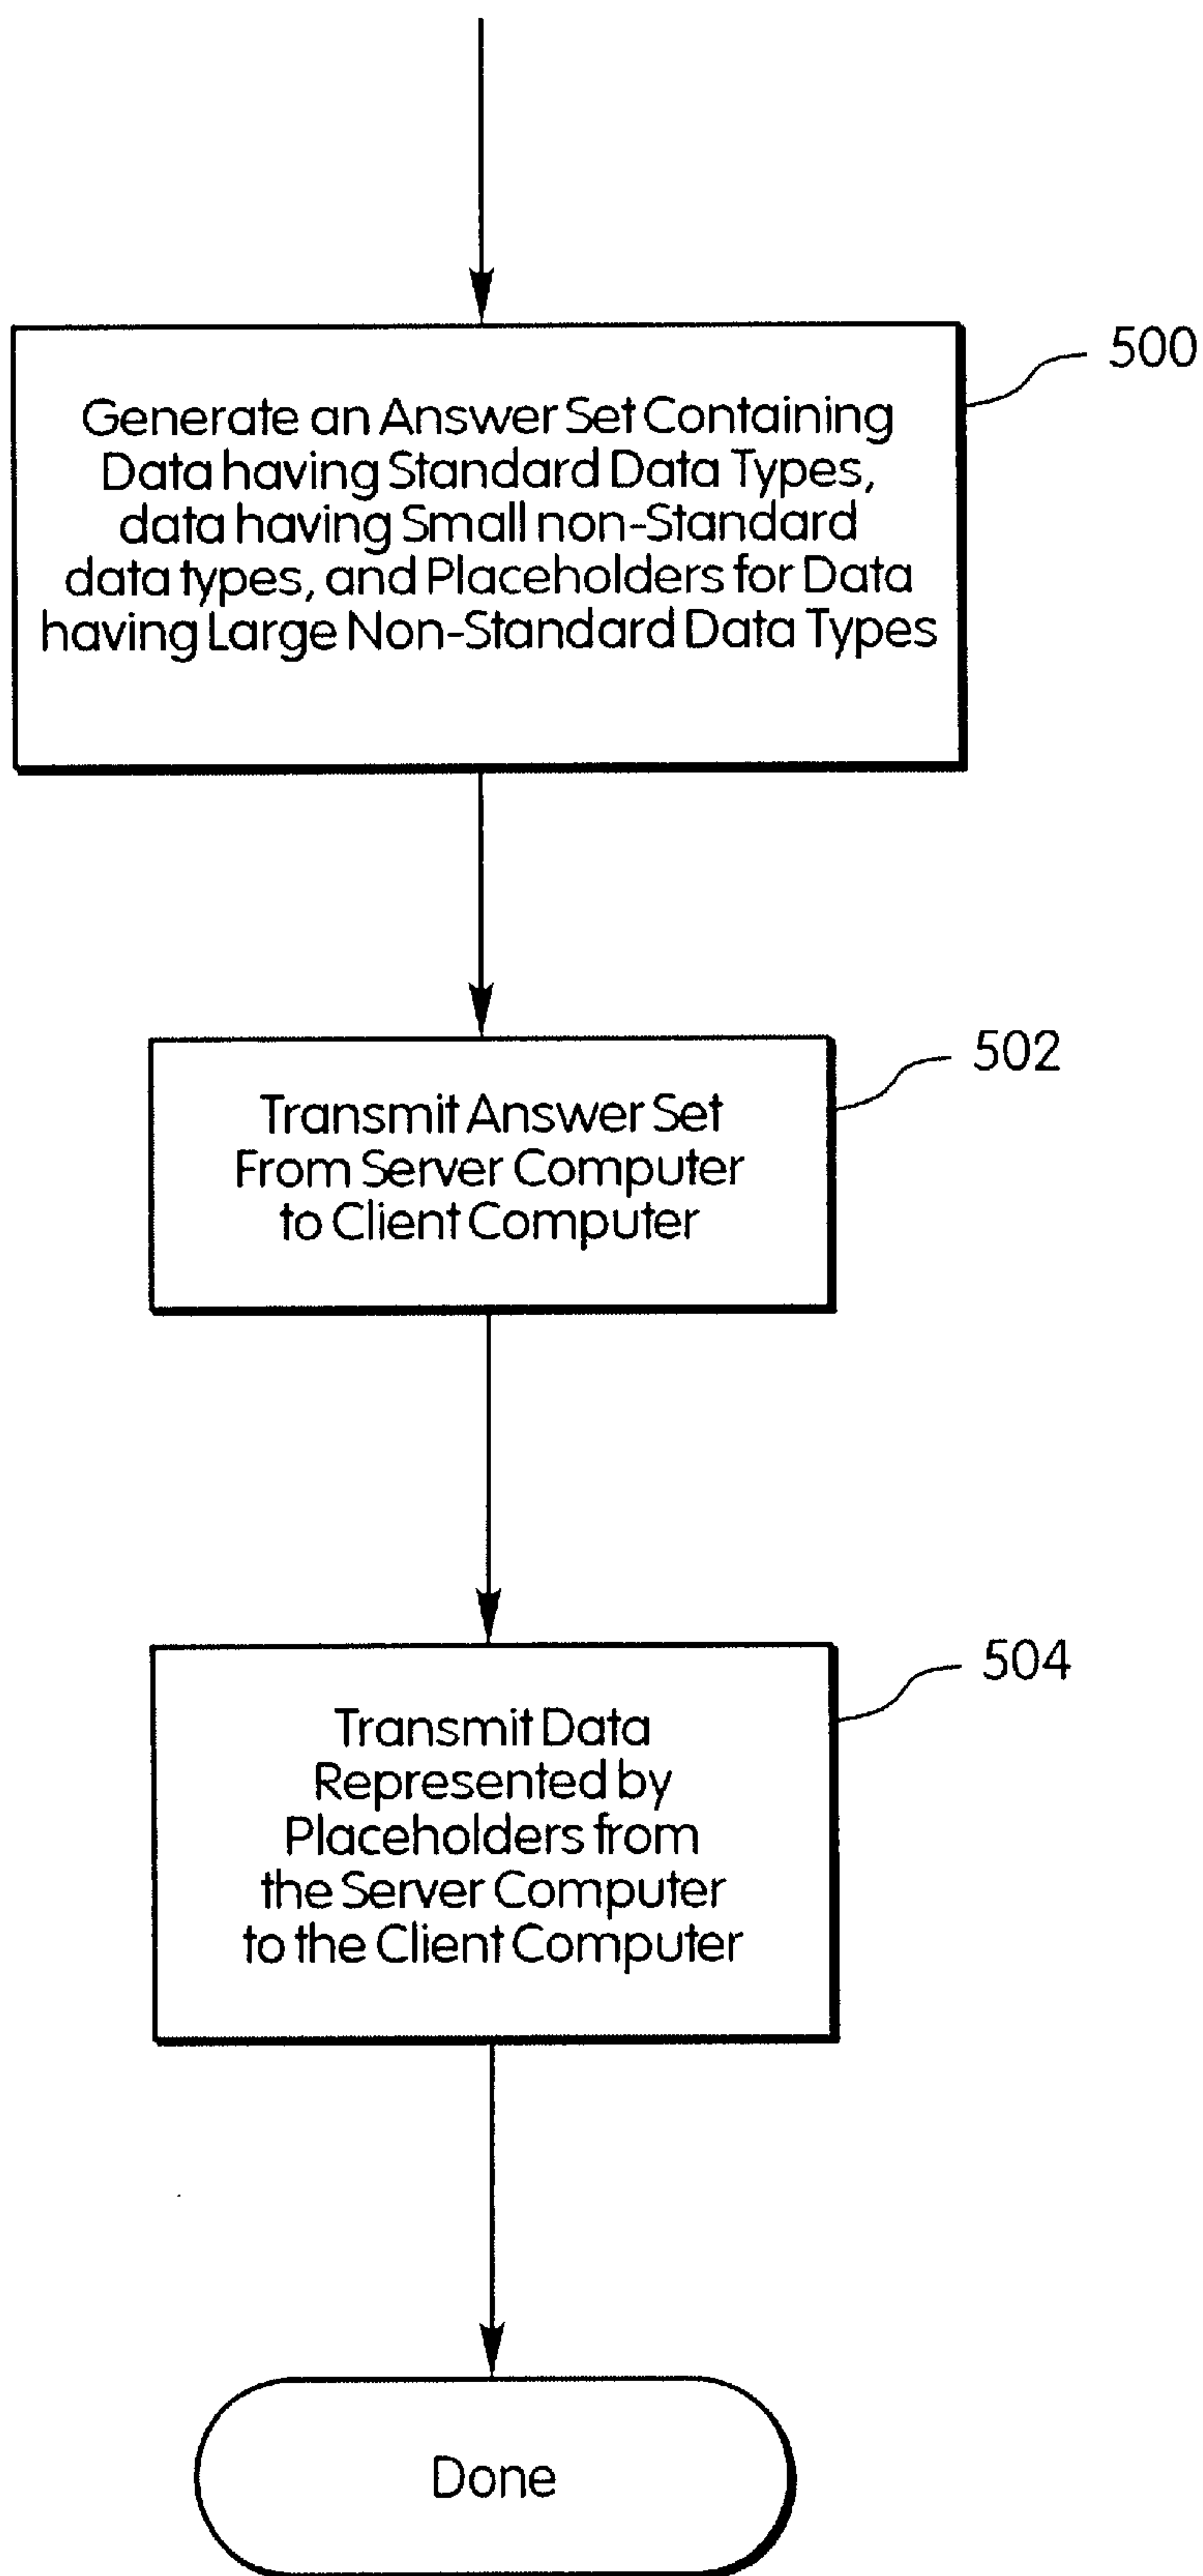 500
Generate an Answer Set Containing
Data having Standard Data Types,
data having Small non-Standard
data types, and Placeholders for Data
having Large Non-Standard Data Types
502
Transmit Answer Set
From Server Computer
to Client Computer
504
Transmit Data
Represented by
Placeholders from
the Server Computer
to the Client Computer
Done